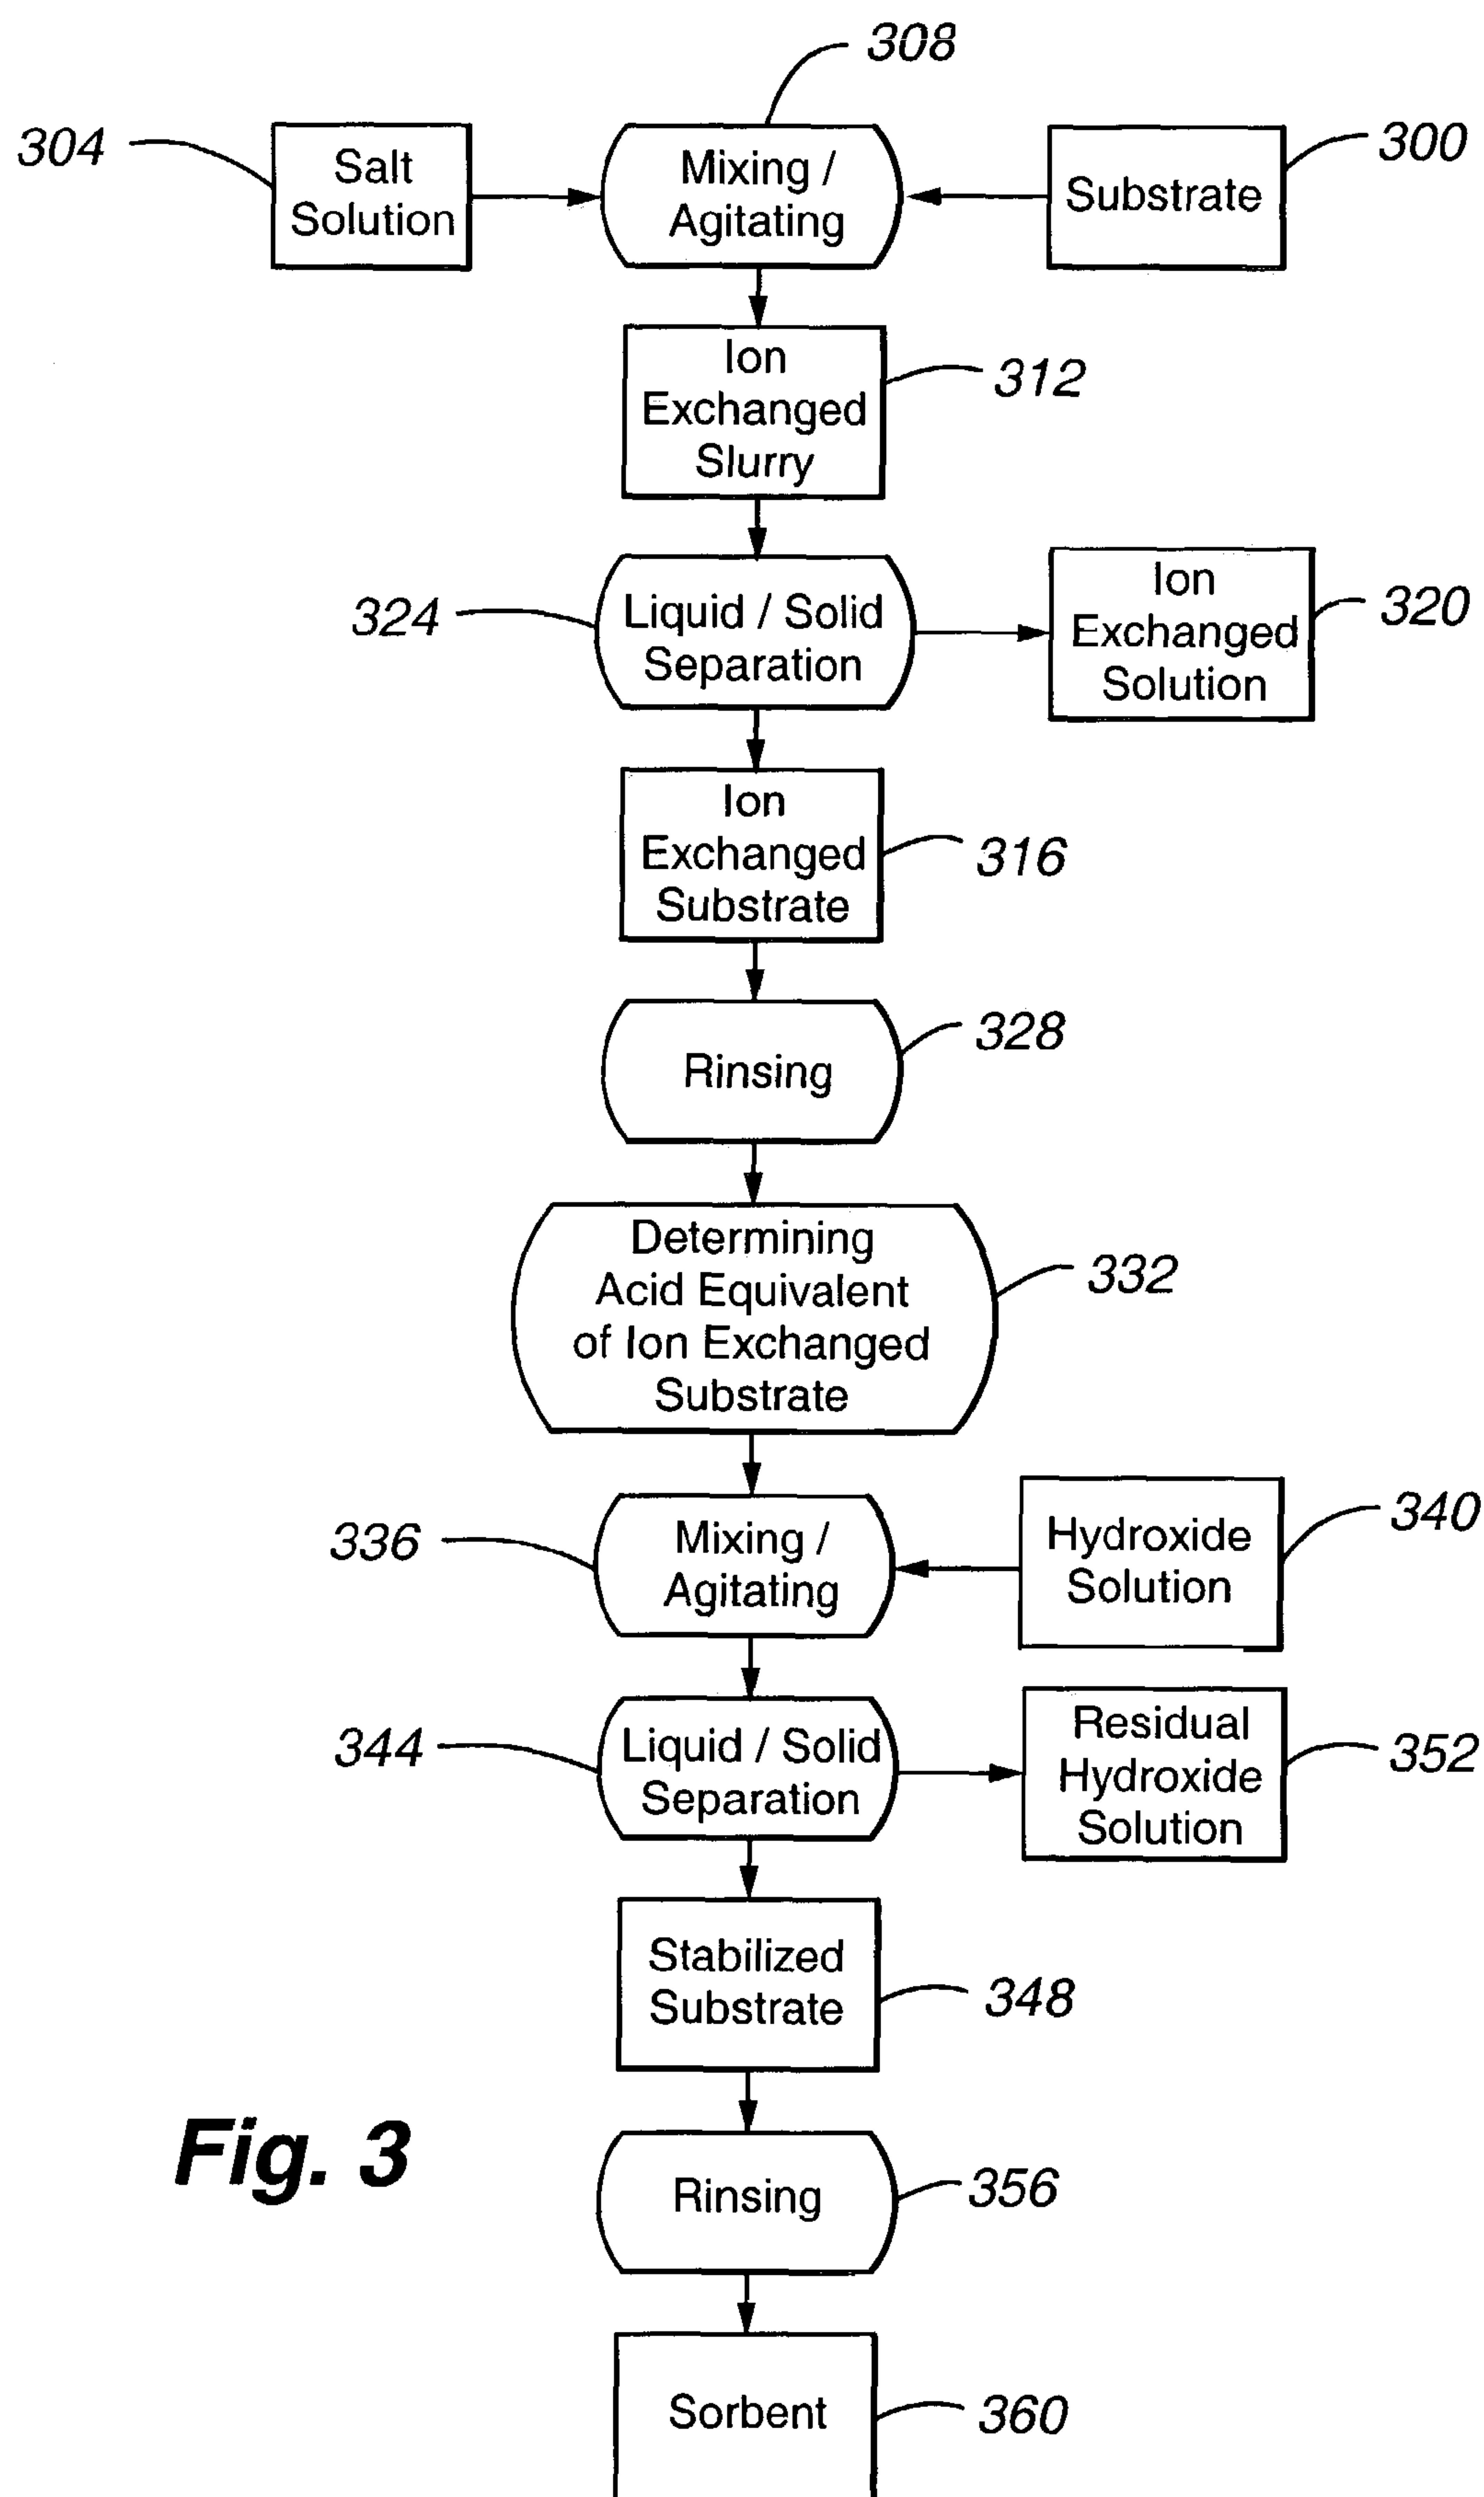 308
304
Salt
Solution
Mixing /
Agitating
Substrate
300
Ion
Exchanged
Slurry
312
324
Liquid / Solid
Separation
Ion
Exchanged
Solution
320
Ion
Exchanged
Substrate
316
Rinsing
328
Determining
Acid Equivalent
of Ion Exchanged
Substrate
332
336
Mixing /
Agitating
Hydroxide
Solution
340
344
Liquid / Solid
Separation
Residual
Hydroxide
Solution
352
Stabilized
Substrate
348
Fig. 3
Rinsing
356
Sorbent
360